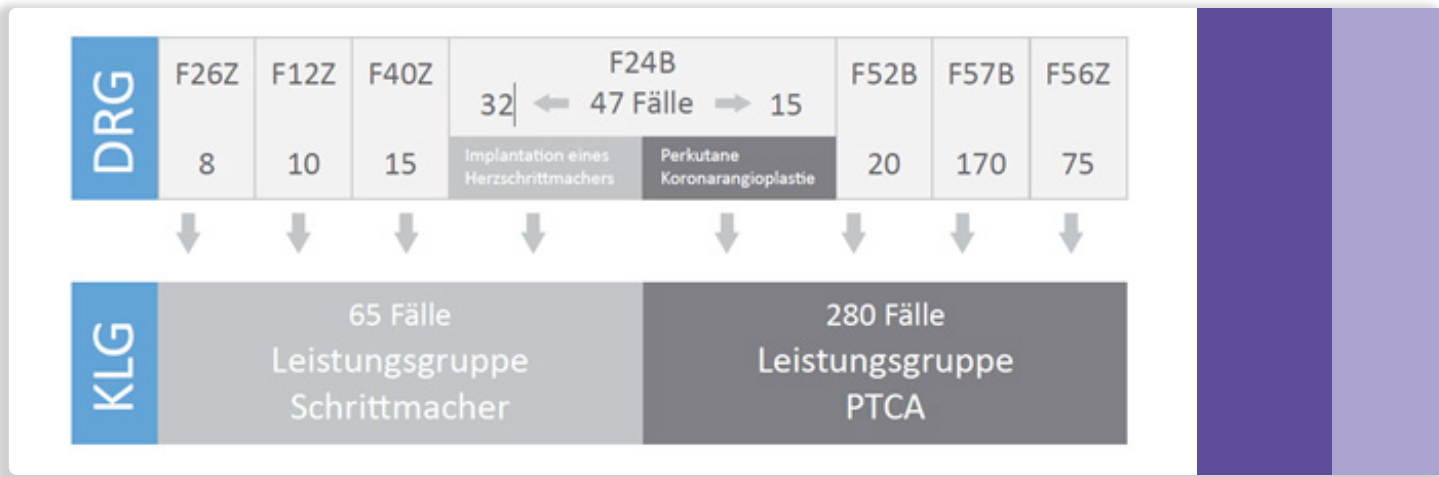 DRG
F26Z
8
F12Z
10
F40Z
15
F24B
32 47 Fälle 15
Implantation eines
Herzschrittmachers
Perkutane
Koronarangioplastie
F52B
20
F57B
170
F56Z
75
KLG
65 Fälle
Leistungsgruppe
Schrittmacher
280 Fälle
Leistungsgruppe
PTCA